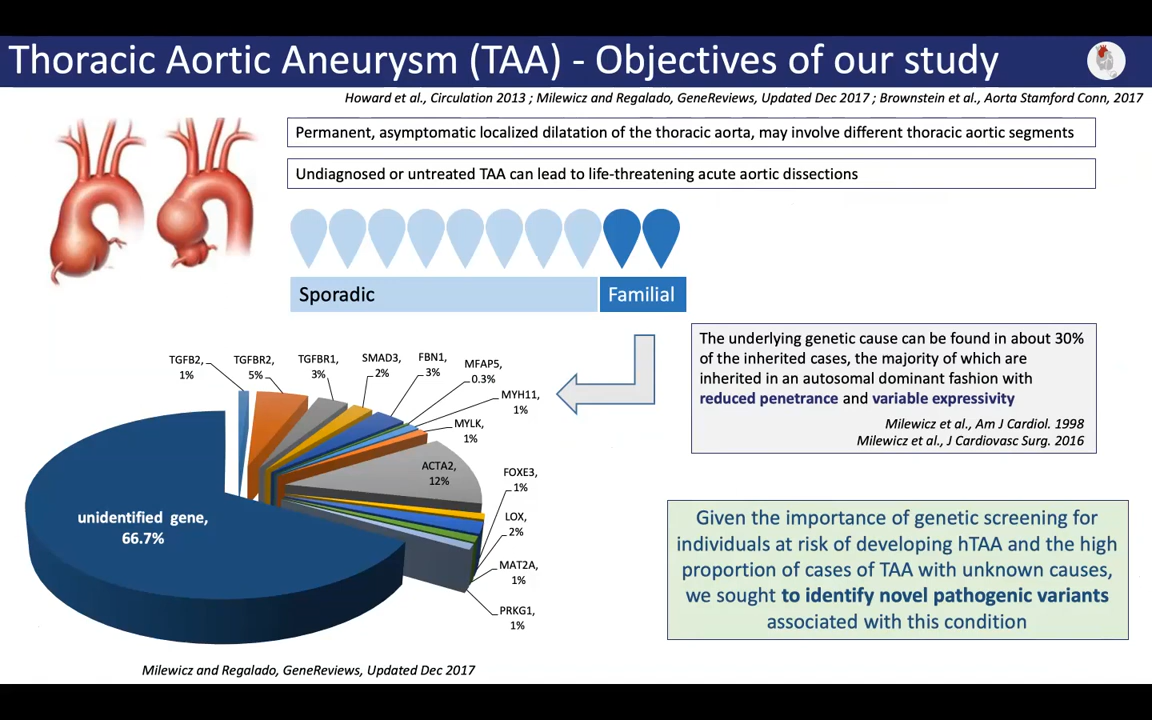 Thoracic Aortic Aneurysm (TAA) - Objectives of our study
Howard et al., Circulation 2013 ; Milewicz and Regalado, GeneReviews, Updated Dec 2017 ; Brownstein et al., Aorta Stamford Conn, 2017
Permanent, asymptomatic localized dilatation of the thoracic aorta, may involve different thoracic aortic segments
Undiagnosed or untreated TAA can lead to life-threatening acute aortic dissections
Sporadic
Familial
The underlying genetic cause can be found in about 30%
of the inherited cases, the majority of which are
inherited in an autosomal dominant fashion with
reduced penetrance and variable expressivity
Milewicz et al., Am J Cardiol. 1998
Milewicz et al., J Cardiovasc Surg. 2016
TGFB2,
1%
TGFBR2,
5%
TGFBR1,
3%
SMAD3,
2%
FBN1,
3%
MFAP5,
0.3%
MYH11,
1%
MYLK,
1%
ACTA2,
12%
FOXE3,
1%
LOX,
2%
MAT2A,
1%
PRKG1,
1%
unidentified gene,
66.7%
Given the importance of genetic screening for
individuals at risk of developing hTAA and the high
proportion of cases of TAA with unknown causes,
we sought to identify novel pathogenic variants
associated with this condition
Milewicz and Regalado, GeneReviews, Updated Dec 2017